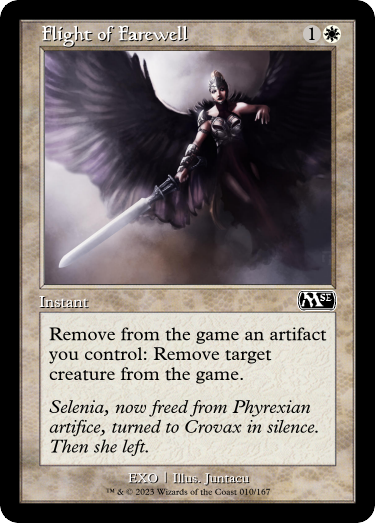 Flight of Farewell 1
Instant
MSE
Remove from the game an artifact
you control: Remove target
creature from the game.
Selenia, now freed from Phyrexian
artifice, turned to Crovax in silence.
Then she left.
EXO | Illus. Juntacu
™ & © 2023 Wizards of the Coast 010/167